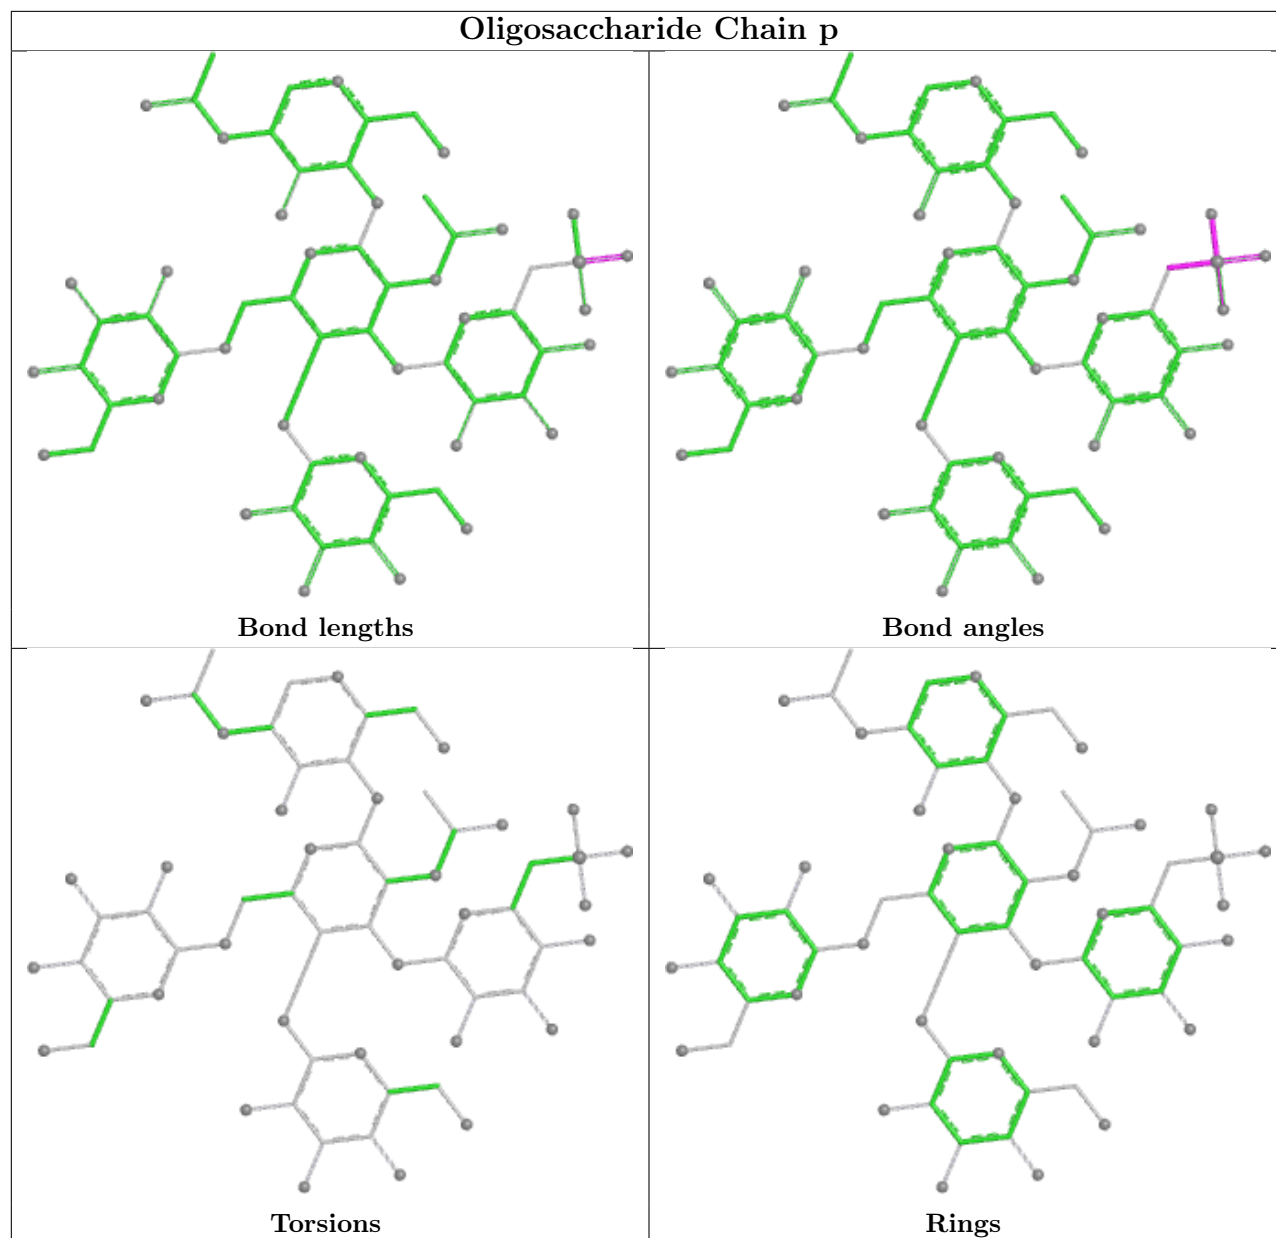 Oligosaccharide Chain p
Bond lengths
Bond angles
Torsions
Rings